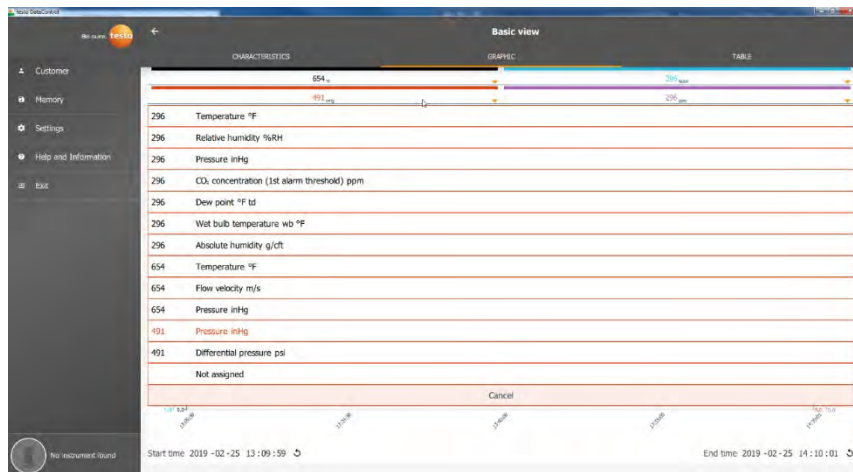 testo DataControl
Be sure. testo
Basic view
CHARACTERISTICS
GRAPHIC
TABLE
Customer
Memory
Settings
Help and Information
Exit
654
296
491
296
296 Temperature °F
296 Relative humidity %RH
296 Pressure inHg
296 CO₂ concentration (1st alarm threshold) ppm
296 Dew point °F td
296 Wet bulb temperature wb °F
296 Absolute humidity g/cft
654 Temperature °F
654 Flow velocity m/s
654 Pressure inHg
491 Pressure inHg
491 Differential pressure psi
Not assigned
Cancel
No instrument found
Start time 2019 -02-25 13:09:59
End time 2019 -02-25 14:10:01